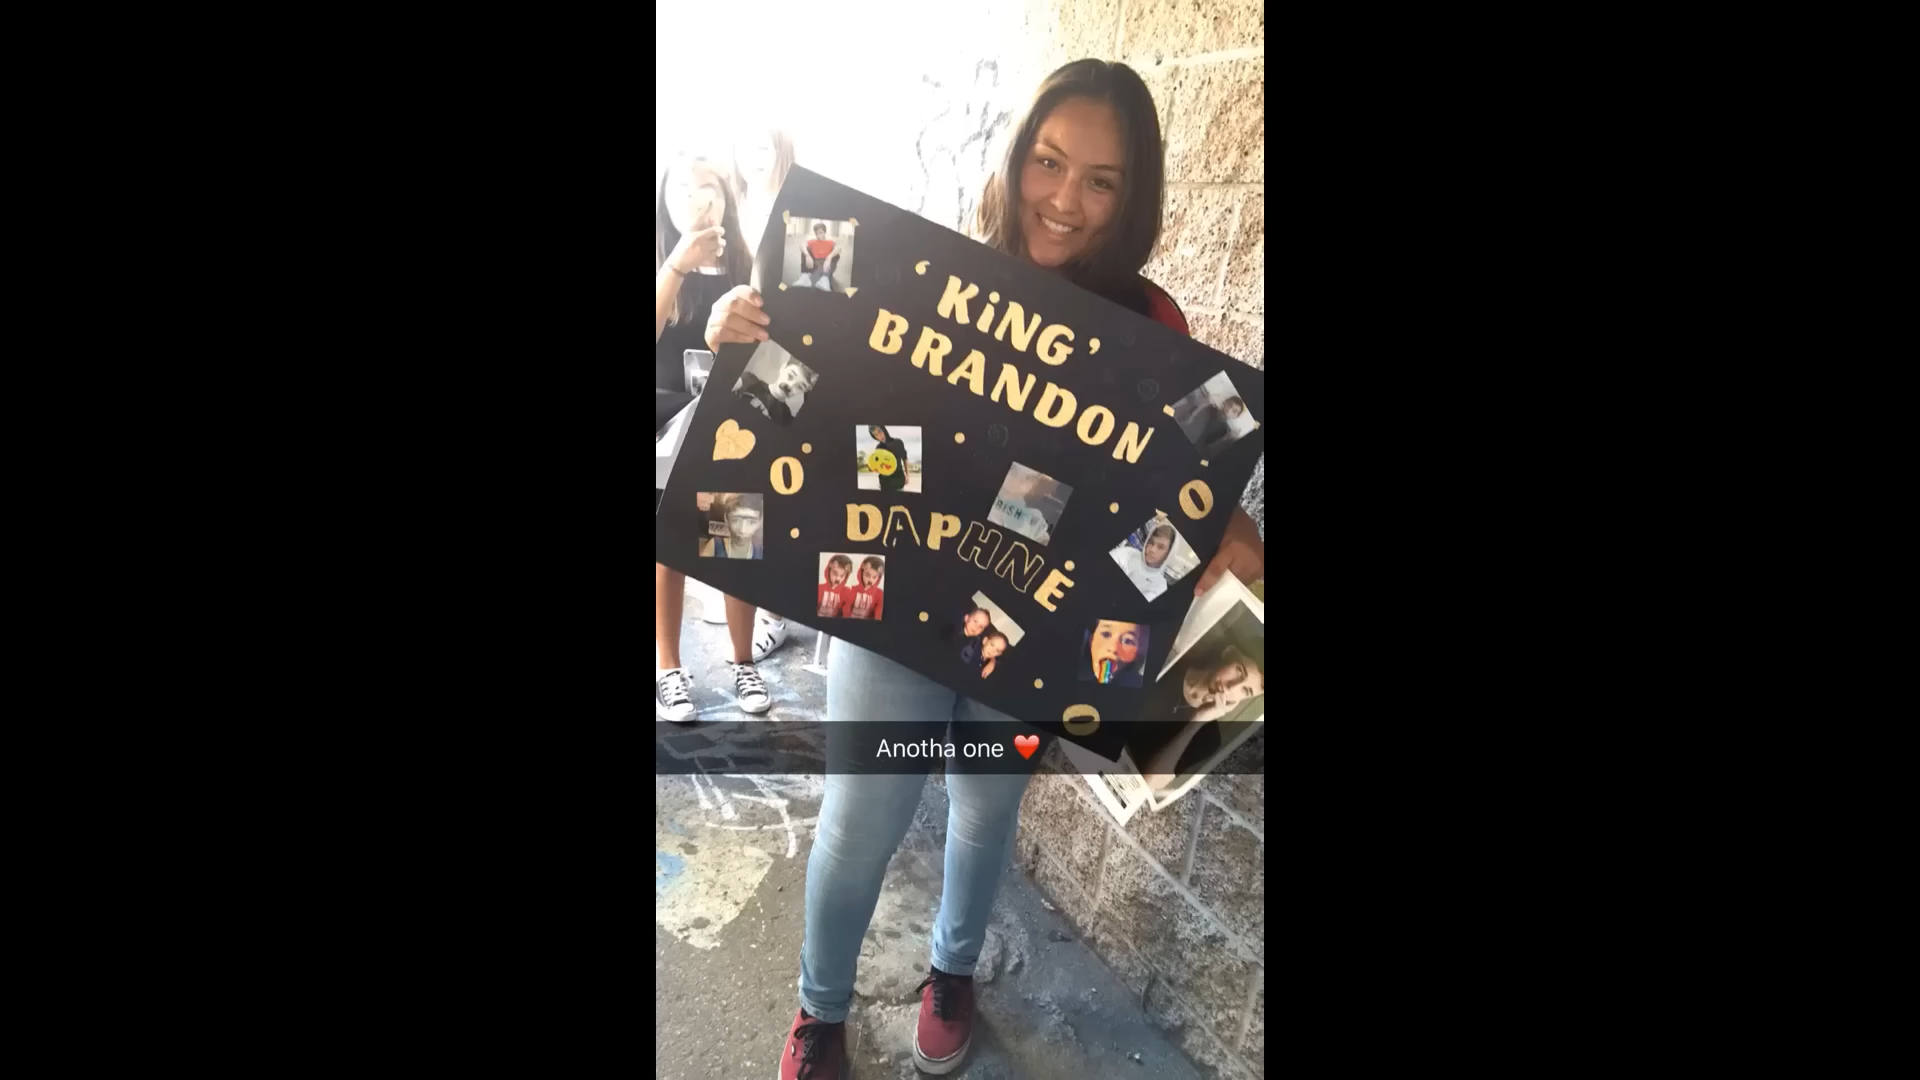 ‘KiNG’
BRANDON
O
O
DAPHNE
O
Anotha one ❤️